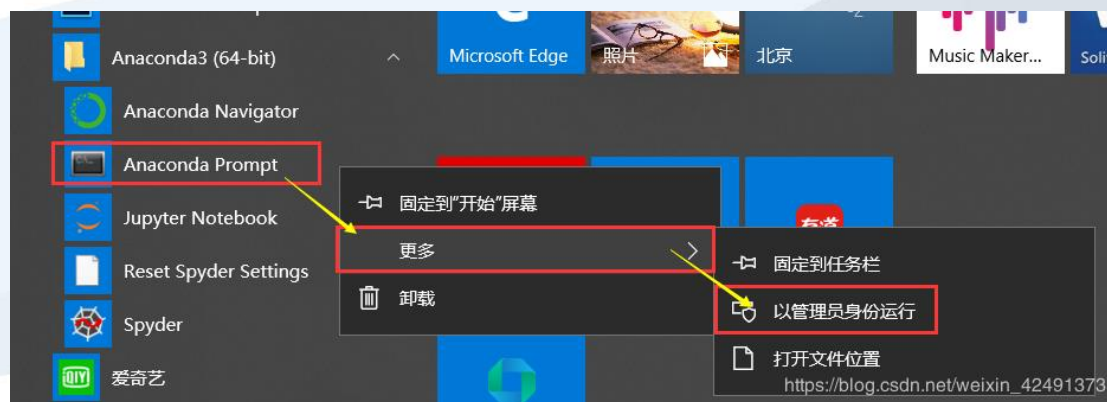 Anaconda3 (64-bit)
Microsoft Edge
照片
北京
Music Maker...
Anaconda Navigator
Anaconda Prompt
固定到"开始"屏幕
Jupyter Notebook
更多
有道
固定到任务栏
Reset Spyder Settings
卸载
以管理员身份运行
Spyder
打开文件位置
爱奇艺
https://blog.csdn.net/weixin_42491373